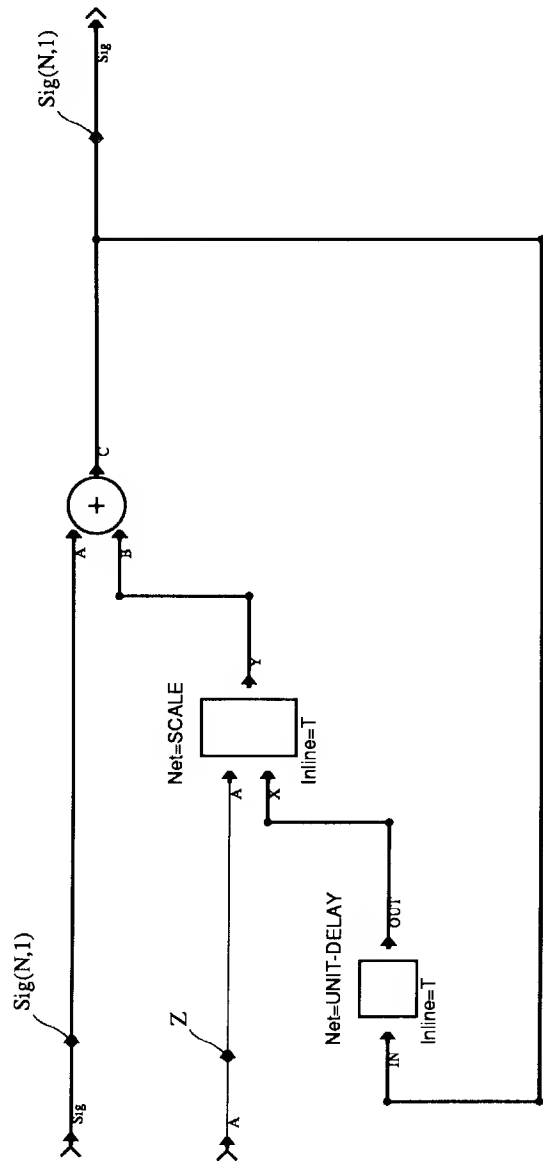 Sig(N,1)
Sig
A
C
Sig(N,1)
Sig
B
Net=SCALE
Y
Z
A
A
X
Inline=T
Net=UNIT-DELAY
OUT
IN
Inline=T